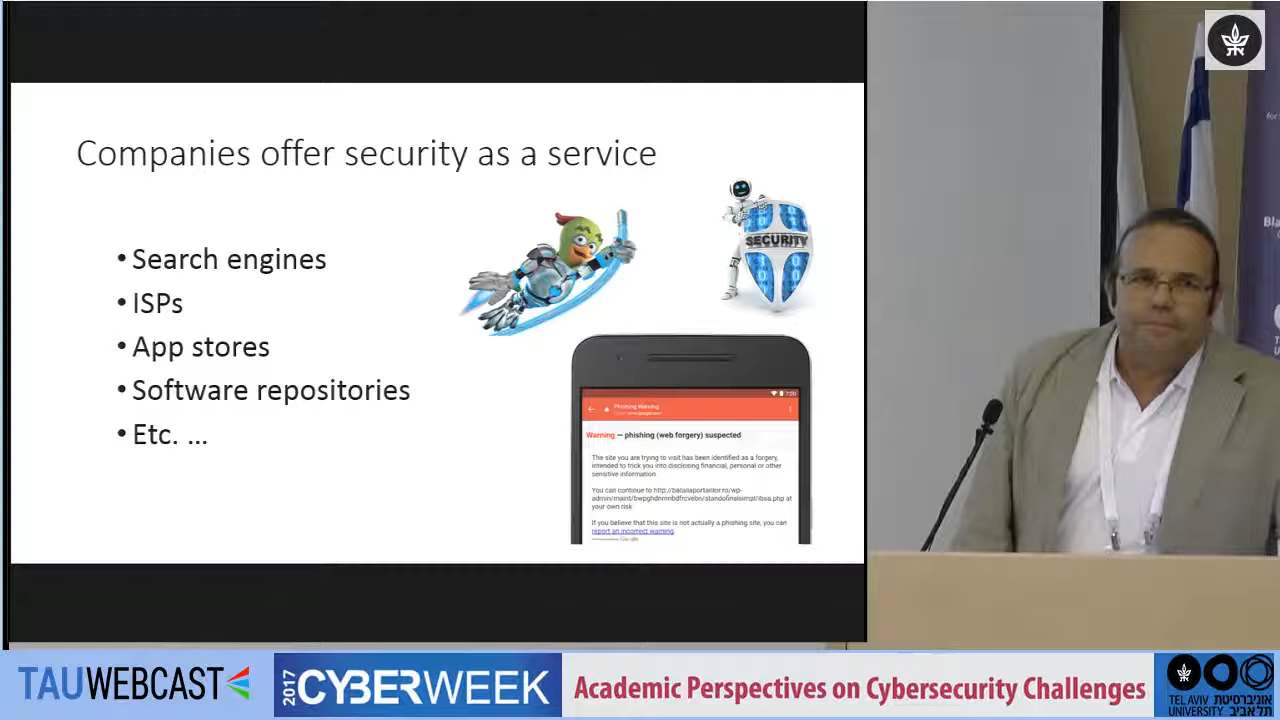 Companies offer security as a service
• Search engines
• ISPs
• App stores
• Software repositories
• Etc. ...
SECURITY
7:00
Phishing Warning
Warning — phishing (web forgery) suspected
The site you are trying to visit has been identified as a forgery,
intended to trick you into disclosing financial, personal or other
sensitive information
You can continue to
at
your own risk
If you believe that this site is not actually a phishing site, you can
report an incorrect warning
TAUWEBCAST
2017 CYBERWEEK
Academic Perspectives on Cybersecurity Challenges
TEL AVIV אוניברסיטת
UNIVERSITY תל אביב